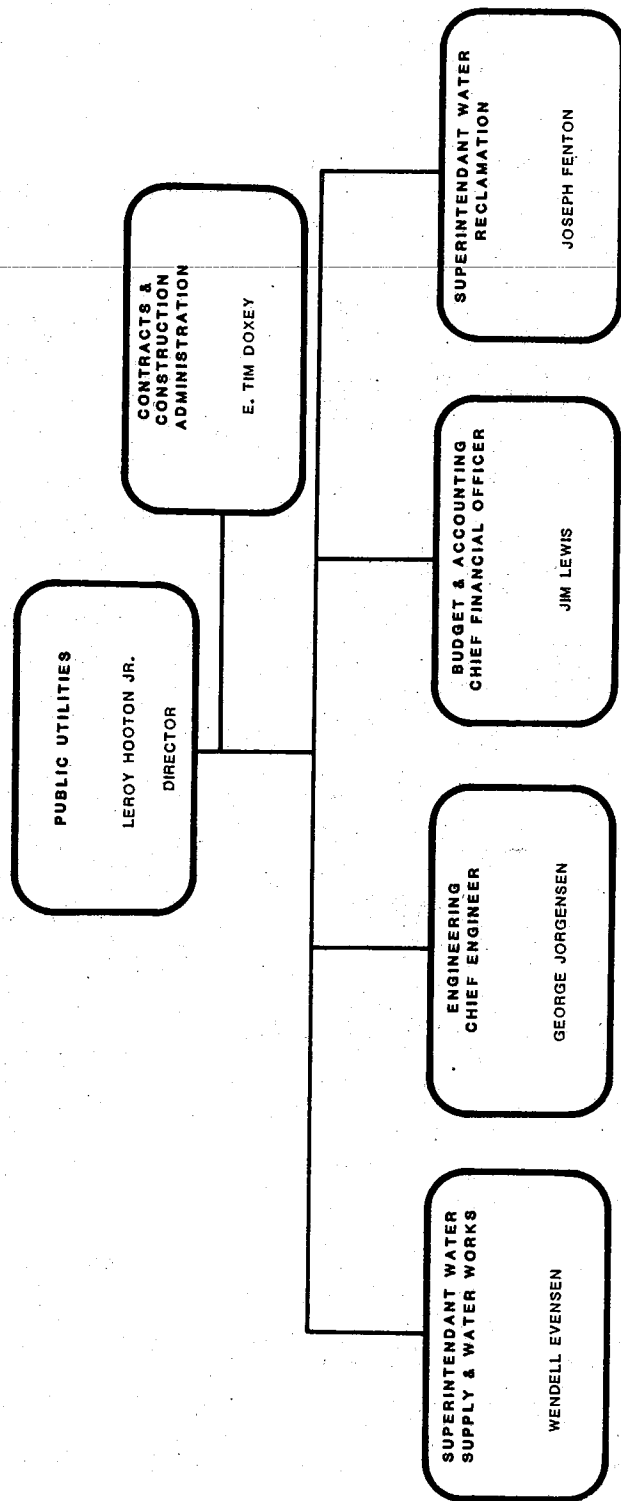 PUBLIC UTILITIES
LEROY HOOTON JR.
DIRECTOR
CONTRACTS &
CONSTRUCTION
ADMINISTRATION
E. TIM DOXEY
SUPERINTENDANT WATER
SUPPLY & WATER WORKS
WENDELL EVENSEN
ENGINEERING
CHIEF ENGINEER
GEORGE JORGENSEN
BUDGET & ACCOUNTING
CHIEF FINANCIAL OFFICER
JIM LEWIS
SUPERINTENDANT WATER
RECLAMATION
JOSEPH FENTON